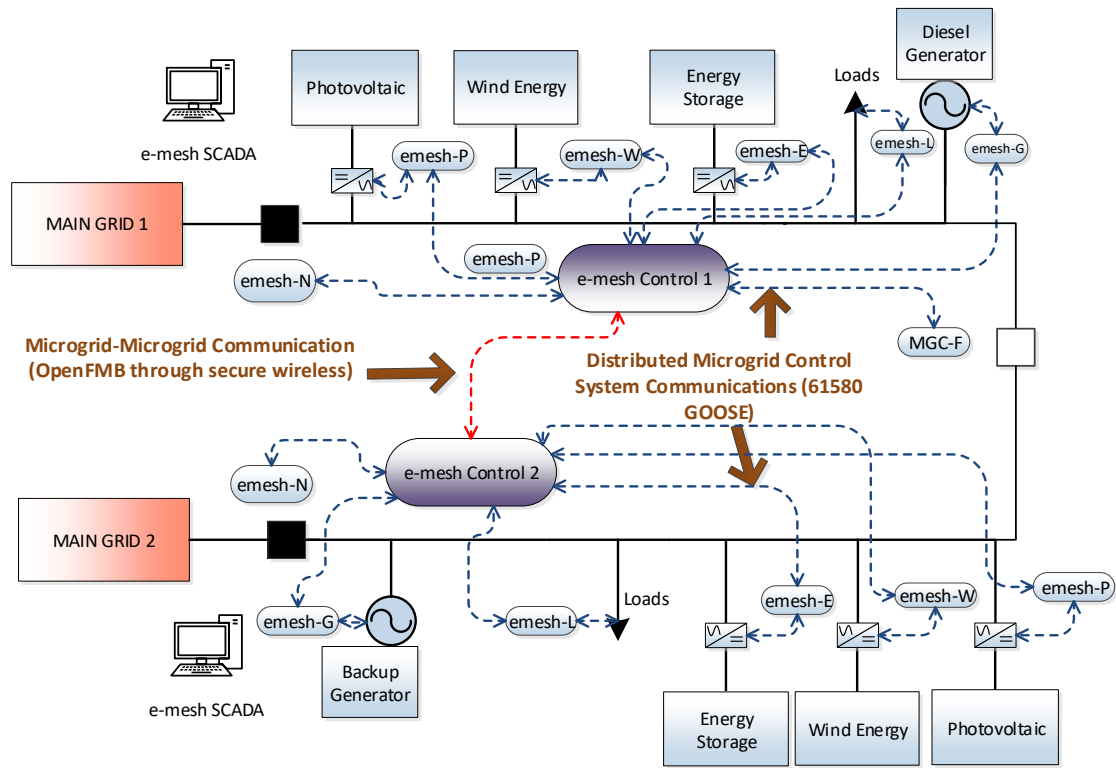 Diesel
Generator
Photovoltaic
Wind Energy
Energy
Storage
Loads
e-mesh SCADA
emesh-P
emesh-W
emesh-E
emesh-L
emesh-G
MAIN GRID 1
emesh-P
e-mesh Control 1
emesh-N
MGC-F
Microgrid-Microgrid Communication
(OpenFMB through secure wireless)
Distributed Microgrid Control
System Communications (61580
GOOSE)
e-mesh Control 2
emesh-N
MAIN GRID 2
emesh-G
emesh-L
Loads
emesh-E
emesh-W
emesh-P
Backup
Generator
e-mesh SCADA
Energy
Storage
Wind Energy
Photovoltaic